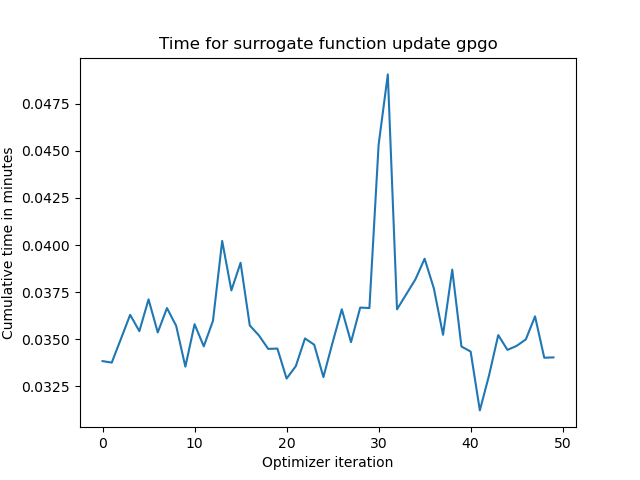 Time for surrogate function update gpgo
Cumulative time in minutes
0.0475
0.0450
0.0425
0.0400
0.0375
0.0350
0.0325
0 10 20 30 40 50
Optimizer iteration